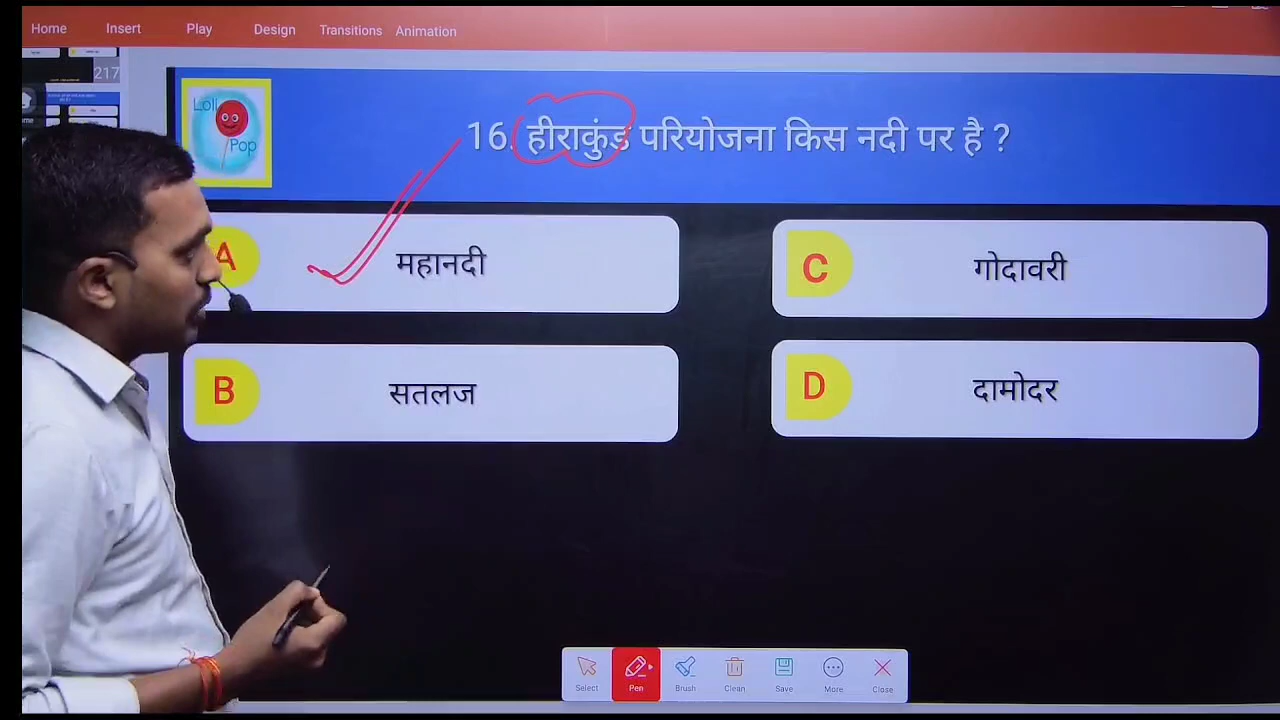 Home Insert Play Design Transitions Animation
217
Loli
Pop
16. हीराकुंड परियोजना किस नदी पर है ?
A महानदी
C गोदावरी
B सतलज
D दामोदर
Select Pen Brush Clean Save More Close